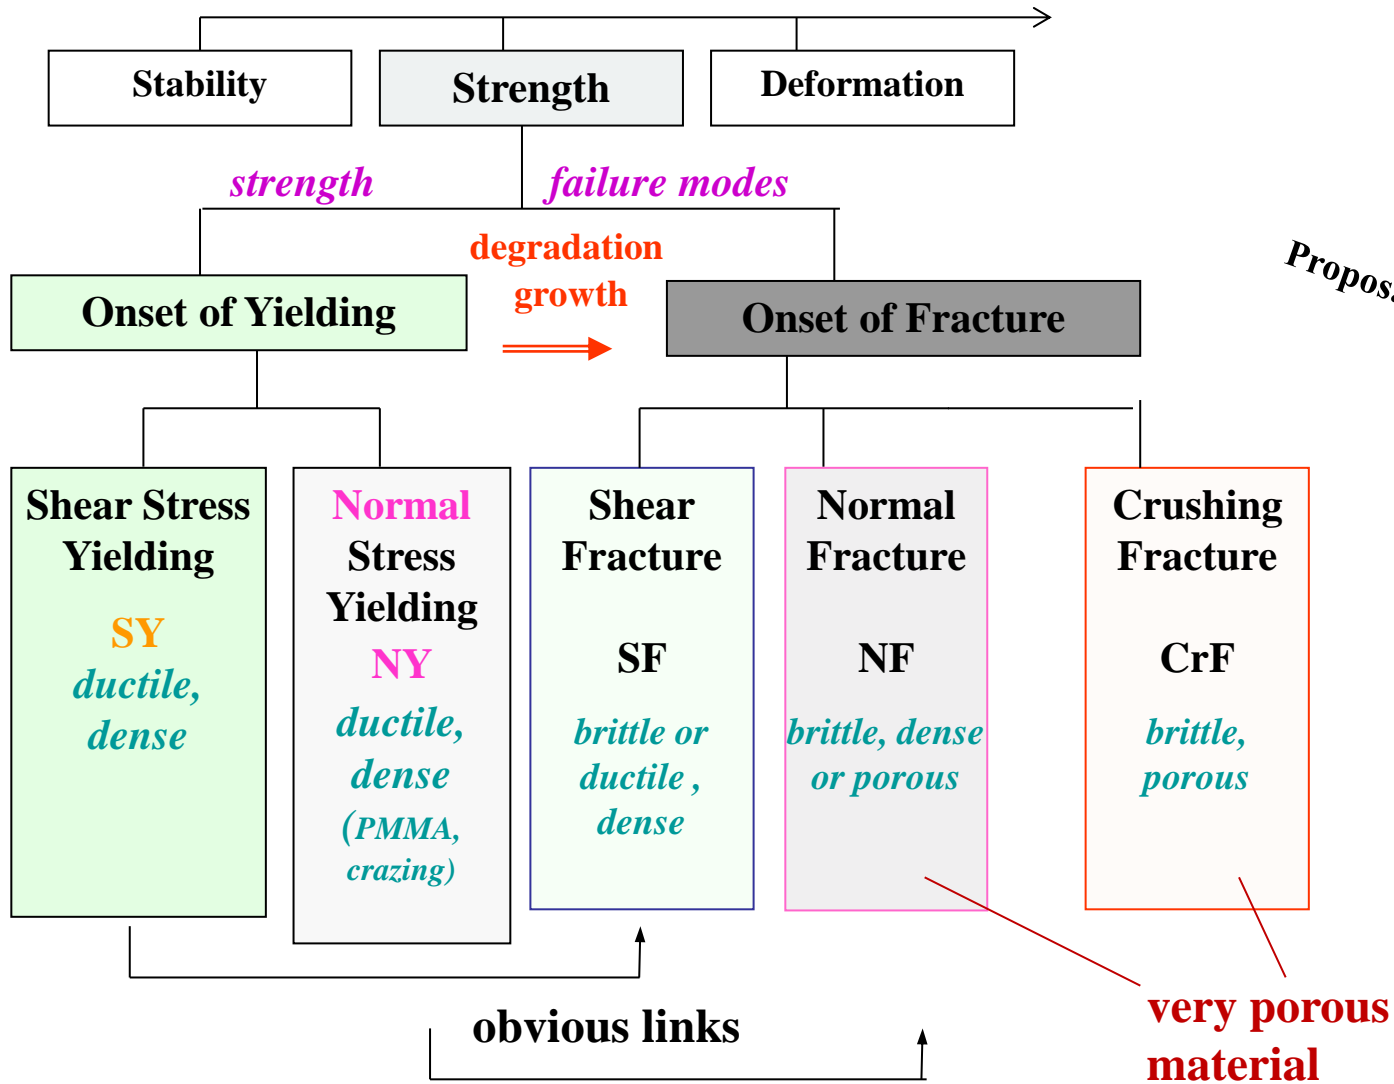 Stability
Strength
Deformation
strength
failure modes
degradation
growth
Onset of Yielding
Onset of Fracture
Shear Stress
Yielding
SY
ductile,
dense
Normal
Stress
Yielding
NY
ductile,
dense
(PMMA,
crazing)
Shear
Fracture
SF
brittle or
ductile ,
dense
Normal
Fracture
NF
brittle, dense
or porous
Crushing
Fracture
CrF
brittle,
porous
obvious links
very porous
material